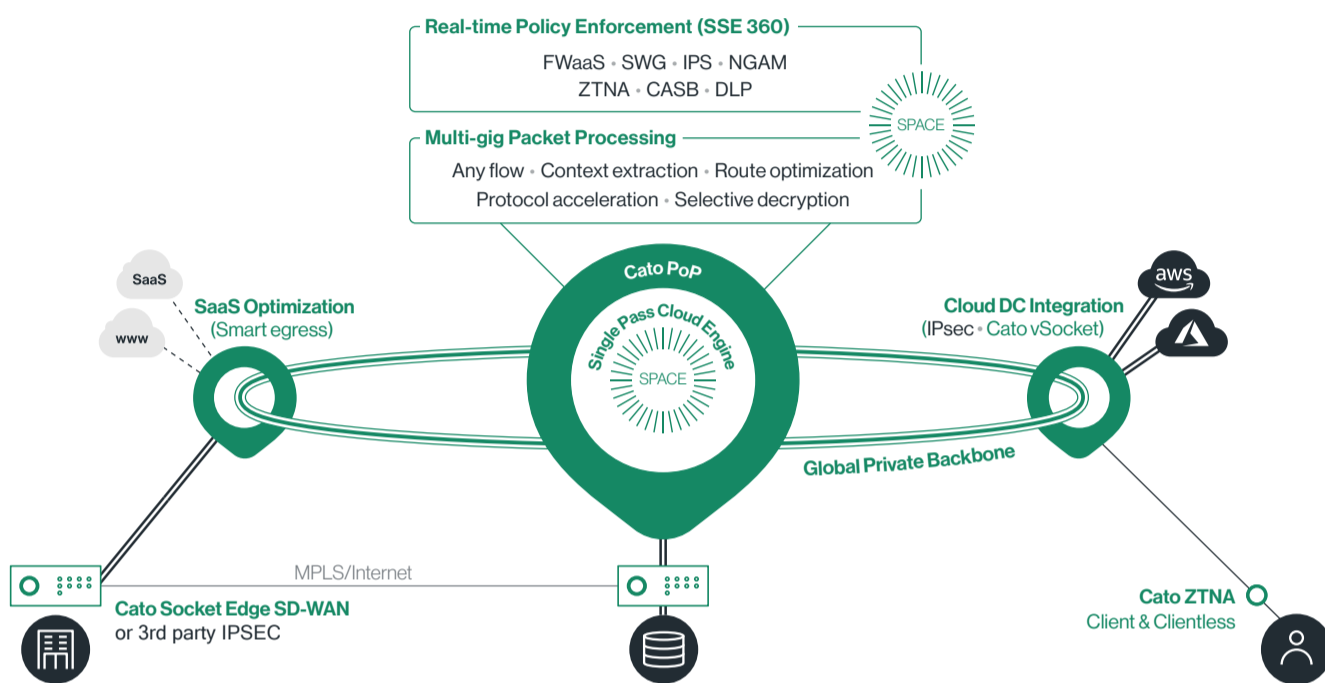 Real-time Policy Enforcement (SSE 360)
FWaaS • SWG • IPS • NGAM
ZTNA • CASB • DLP
SPACE
Multi-gig Packet Processing
Any flow • Context extraction • Route optimization
Protocol acceleration • Selective decryption
Cato PoP
Single Pass Cloud Engine
SPACE
SaaS
www
SaaS Optimization
(Smart egress)
Cloud DC Integration
(IPsec • Cato vSocket)
aws
Global Private Backbone
MPLS/Internet
Cato Socket Edge SD-WAN
or 3rd party IPSEC
Cato ZTNA
Client & Clientless